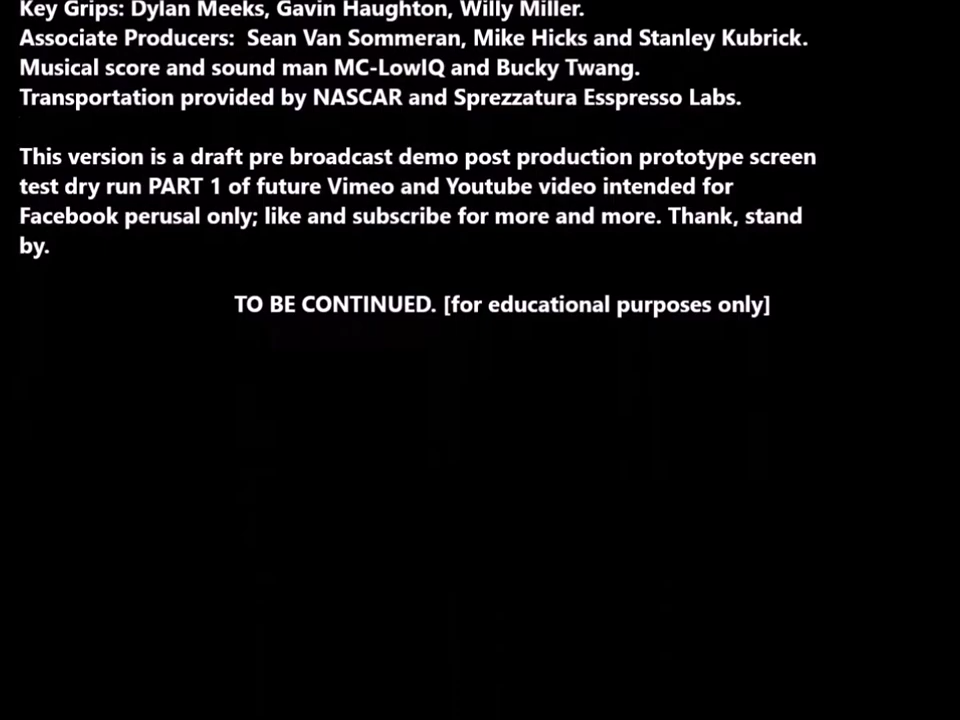 Key Grips: Dylan Meeks, Gavin Haughton, Willy Miller.
Associate Producers:  Sean Van Sommeran, Mike Hicks and Stanley Kubrick.
Musical score and sound man MC-LowIQ and Bucky Twang.
Transportation provided by NASCAR and Sprezzatura Esspresso Labs.
This version is a draft pre broadcast demo post production prototype screen
test dry run PART 1 of future Vimeo and Youtube video intended for
Facebook perusal only; like and subscribe for more and more. Thank, stand
by.
TO BE CONTINUED. [for educational purposes only]